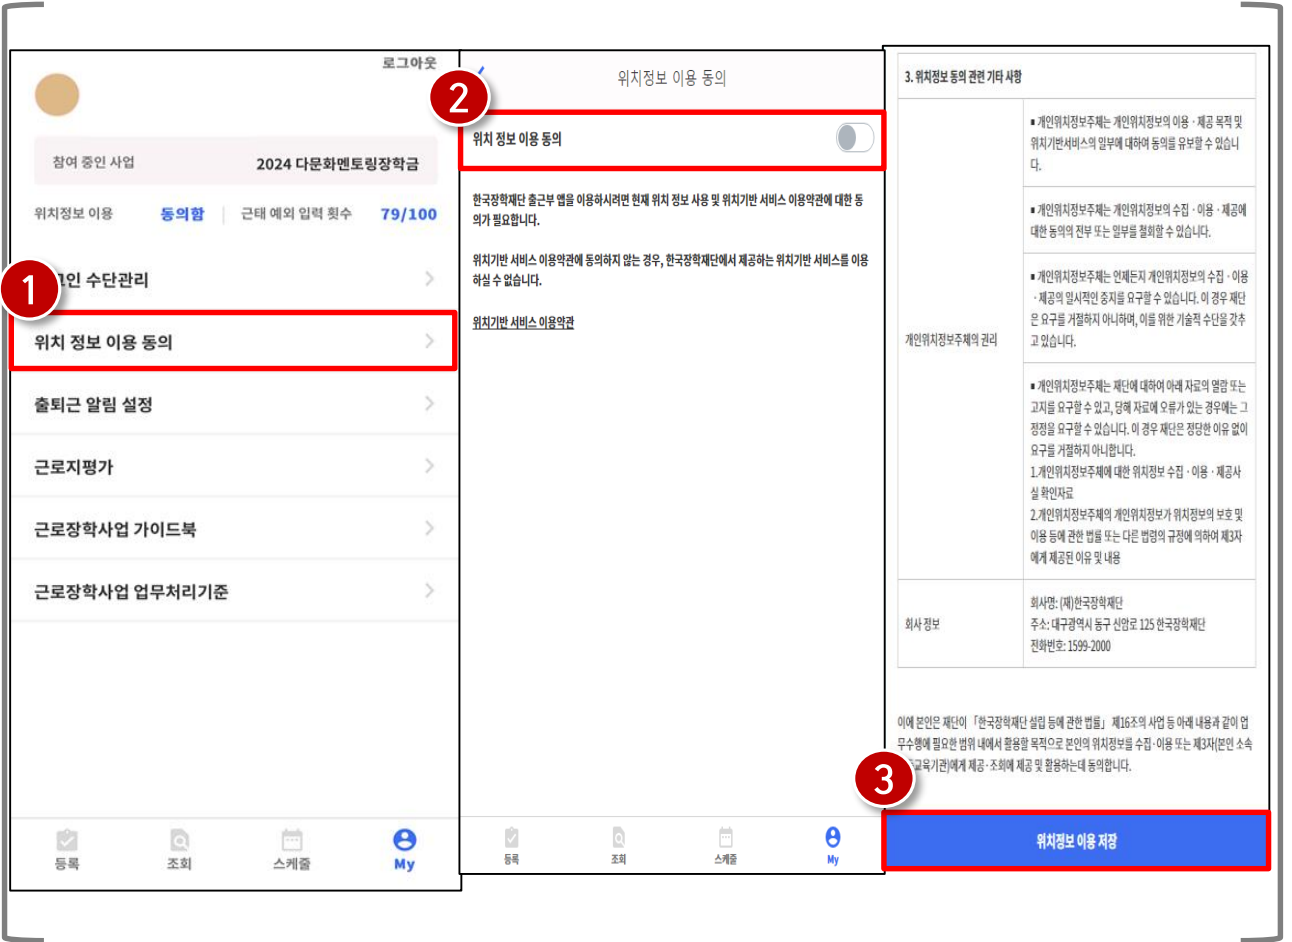 로그아웃
참여 중인 사업
2024 다문화멘토링장학금
위치정보 이용
동의함
근태 예외 입력 횟수
79/100
1
그인 수단관리
위치 정보 이용 동의
출퇴근 알림 설정
근로지평가
근로장학사업 가이드북
근로장학사업 업무처리기준
등록
조회
스케줄
My
2
위치정보 이용 동의
위치 정보 이용 동의
한국장학재단 출근부 앱을 이용하시려면 현재 위치 정보 사용 및 위치기반 서비스 이용약관에 대한 동
의가 필요합니다.
위치기반 서비스 이용약관에 동의하지 않는 경우, 한국장학재단에서 제공하는 위치기반 서비스를 이용
하실 수 없습니다.
위치기반 서비스 이용약관
등록
조회
스케줄
My
3. 위치정보 동의 관련 기타 사항
개인위치정보주체의 권리
▪ 개인위치정보주체는 개인위치정보의 이용 · 제공 목적 및
위치기반서비스의 일부에 대하여 동의를 유보할 수 있습니
다.
▪ 개인위치정보주체는 개인위치정보의 수집 · 이용 · 제공에
대한 동의의 전부 또는 일부를 철회할 수 있습니다.
▪ 개인위치정보주체는 언제든지 개인위치정보의 수집 · 이용
· 제공의 일시적인 중지를 요구할 수 있습니다. 이 경우 재단
은 요구를 거절하지 아니하며, 이를 위한 기술적 수단을 갖추
고 있습니다.
▪ 개인위치정보주체는 재단에 대하여 아래 자료의 열람 또는
고지를 요구할 수 있고, 당해 자료에 오류가 있는 경우에는 그
정정을 요구할 수 있습니다. 이 경우 재단은 정당한 이유 없이
요구를 거절하지 아니합니다.
1.개인위치정보주체에 대한 위치정보 수집 · 이용 · 제공사
실 확인자료
2.개인위치정보주체의 개인위치정보가 위치정보의 보호 및
이용 등에 관한 법률 또는 다른 법령의 규정에 의하여 제3자
에게 제공된 이유 및 내용
회사 정보
회사명: (재)한국장학재단
주소: 대구광역시 동구 신암로 125 한국장학재단
전화번호: 1599-2000
이에 본인은 재단이 「한국장학재단 설립 등에 관한 법률」 제16조의 사업 등 아래 내용과 같이 업
무수행에 필요한 범위 내에서 활용할 목적으로 본인의 위치정보를 수집·이용 또는 제3자(본인 소속
교육기관)에게 제공·조회에 제공 및 활용하는데 동의합니다.
3
위치정보 이용 저장